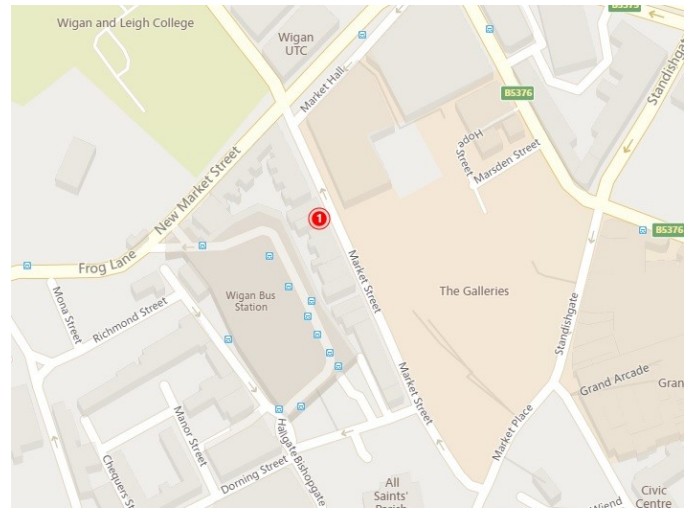 B5375
Wigan and Leigh College
Wigan
UTC
Market Hall
B5376
Standishgate
Hope
Street
Marsden Street
New Market Street
1
B5376
Frog Lane
Mona Street
Richmond Street
Wigan Bus
Station
Market Street
The Galleries
Standishgate
Market Street
Grand Arcade
Gran
Manor Street
Market Place
Hallgate
Bishopgate
Chequers St
Dorning Street
All
Saints'
Parish
Wiend
Civic
Centre